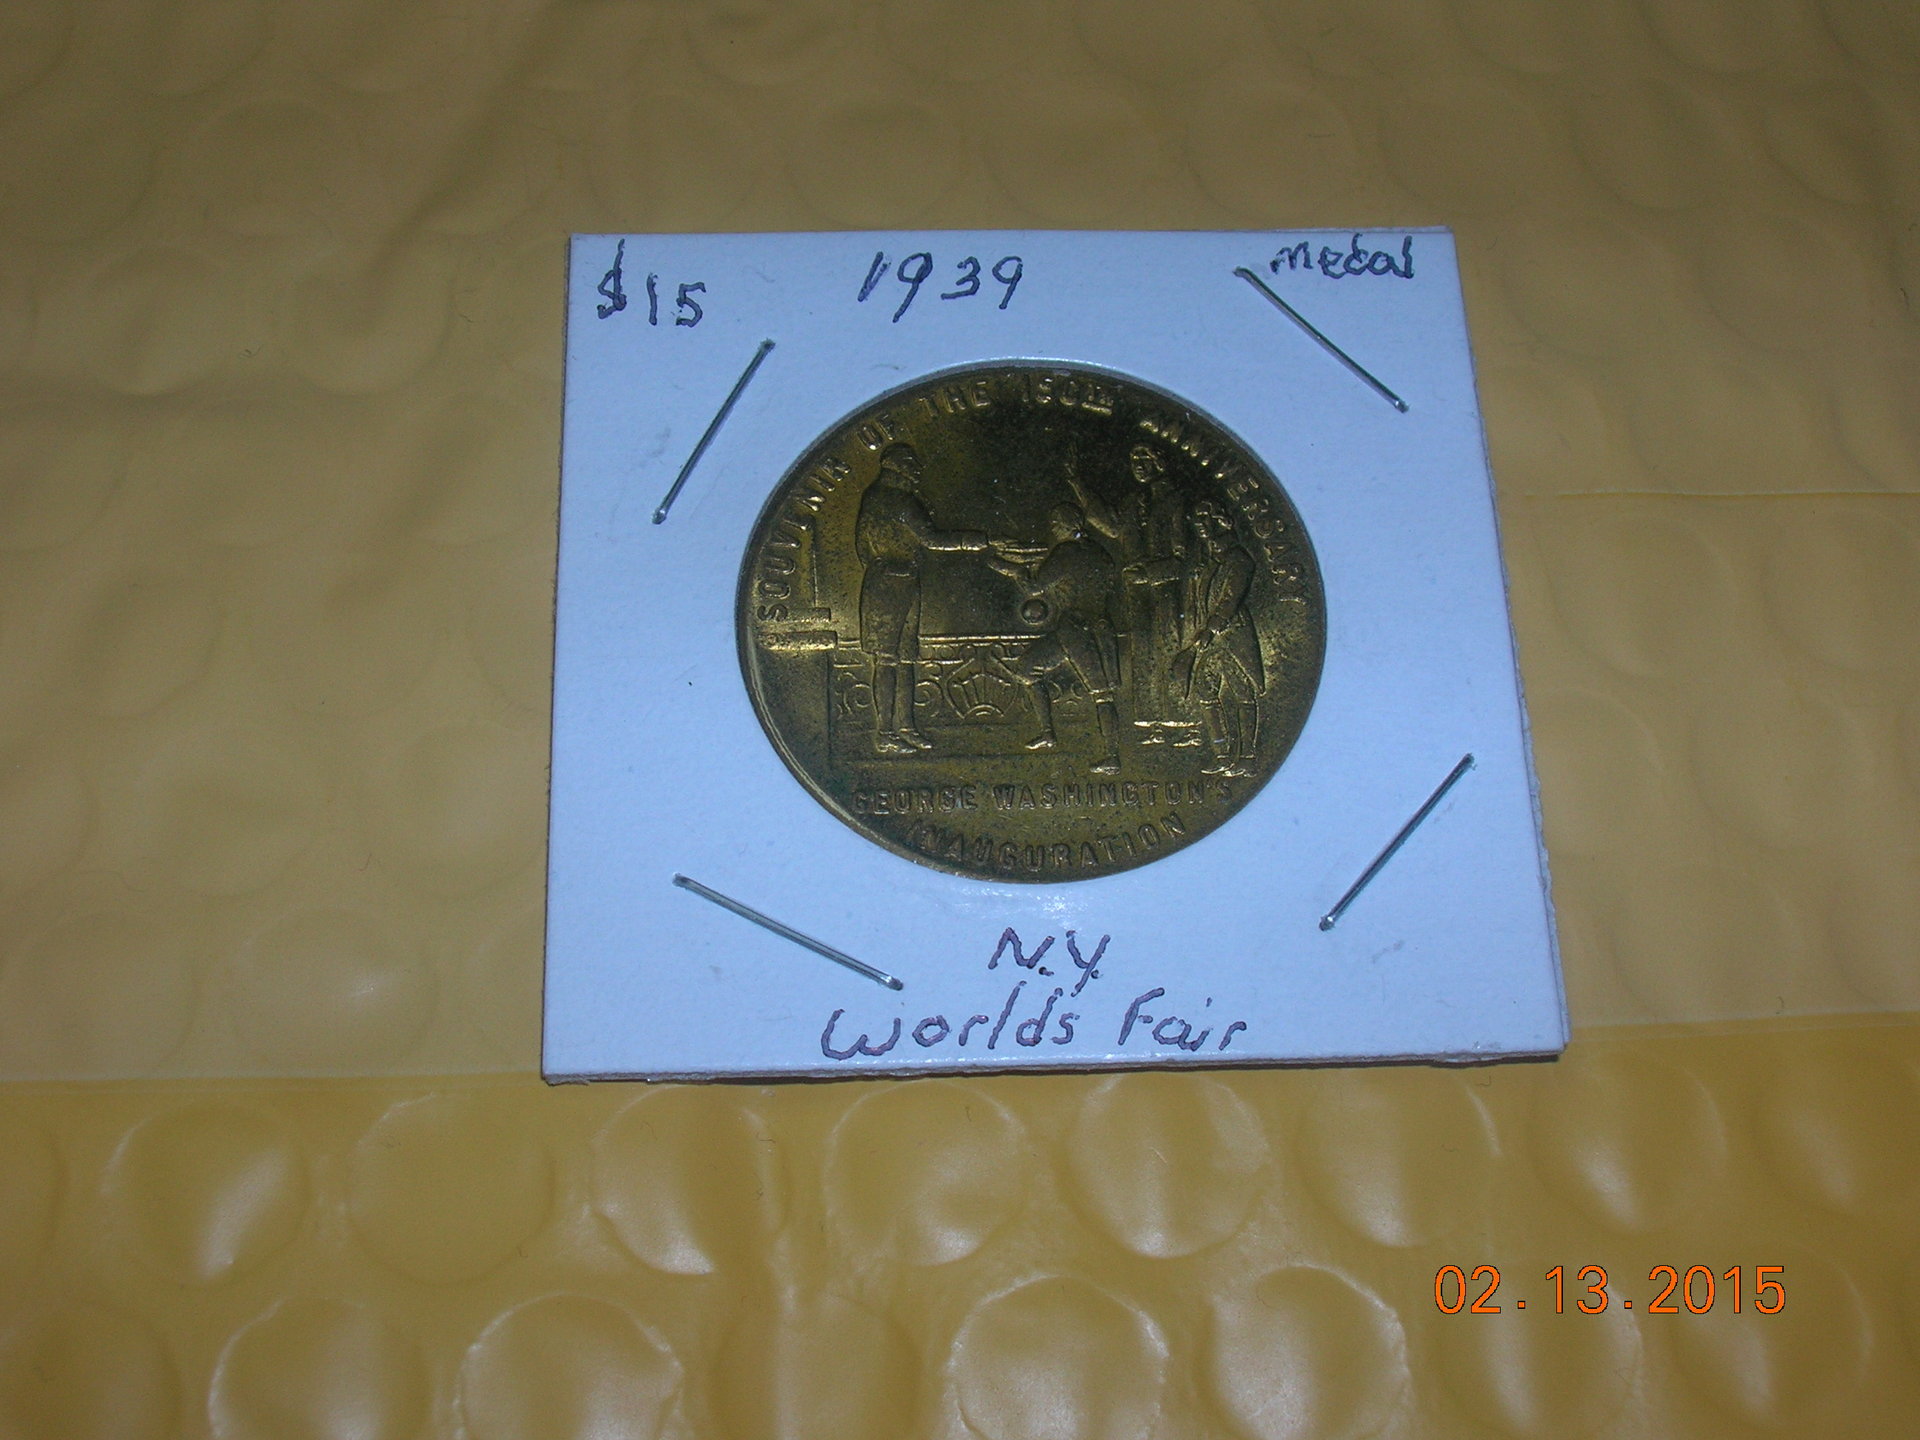 $15 1939 medal
SOUVENIR OF THE 150TH ANNIVERSARY
GEORGE WASHINGTON'S
INAUGURATION
N.Y.
Worlds Fair
02.13.2015